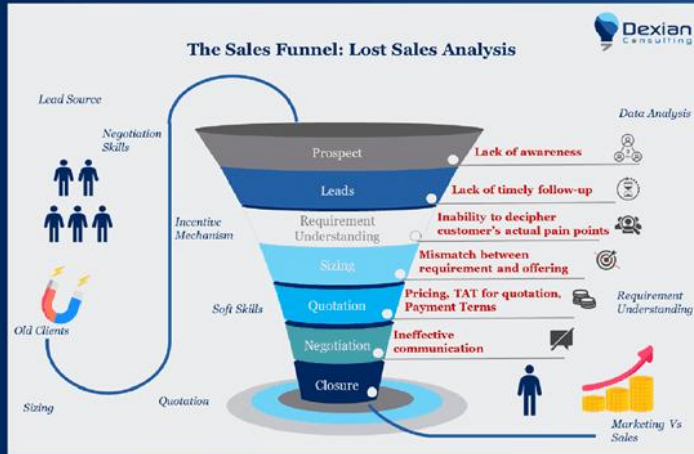 Dexian
Consulting
The Sales Funnel: Lost Sales Analysis
Lead Source
Negotiation
Skills
Data Analysis
Prospect
Lack of awareness
Leads
Lack of timely follow-up
Requirement
Understanding
Inability to decipher
customer's actual pain points
Incentive
Mechanism
Sizing
Mismatch between
requirement and offering
Quotation
Pricing, TAT for quotation,
Payment Terms
Soft Skills
Requirement
Understanding
Old Clients
Negotiation
Ineffective
communication
Closure
Sizing
Quotation
Marketing Vs
Sales